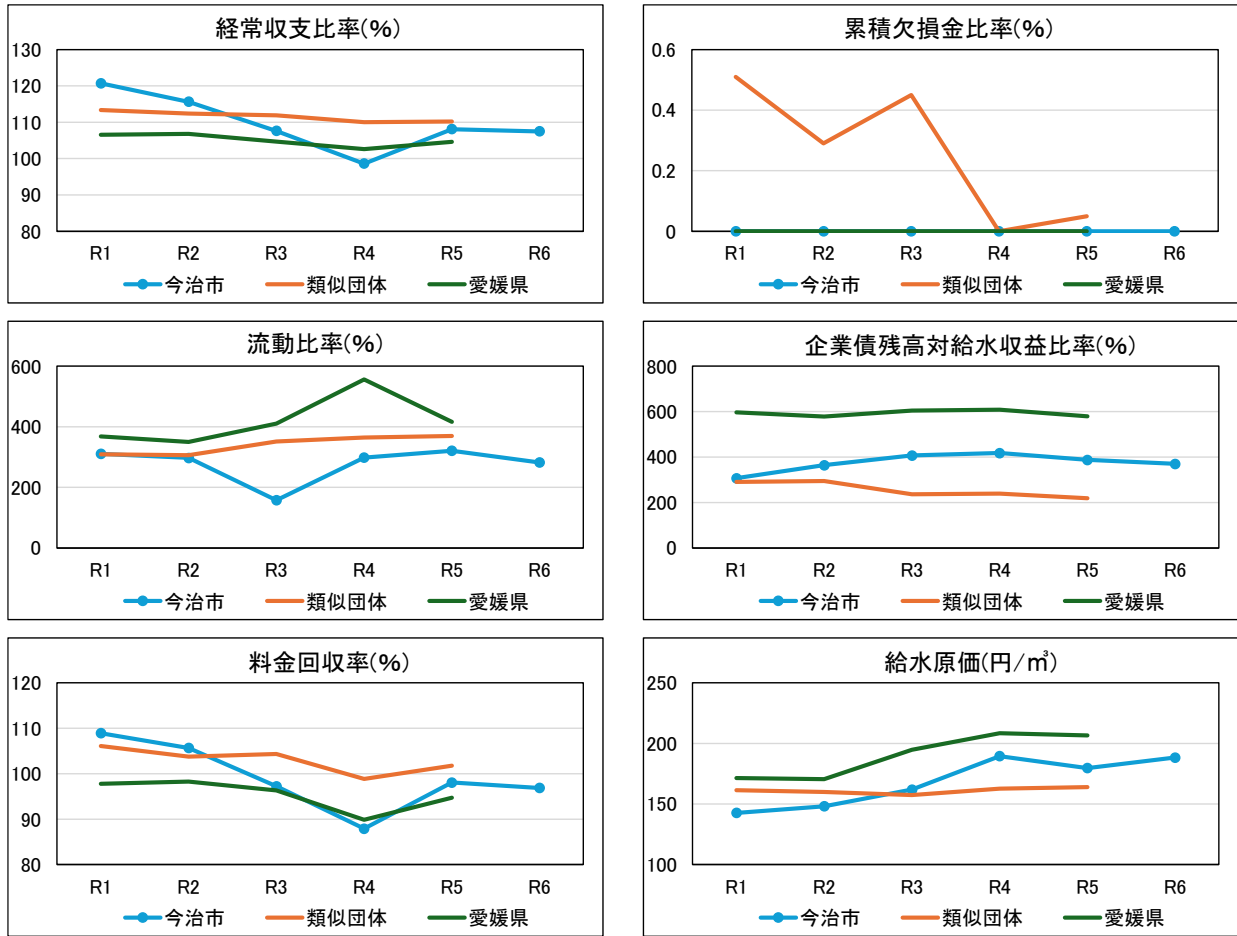 経常収支比率(%)
130
120
110
100
90
80
R1 R2 R3 R4 R5 R6
今治市 類似団体 愛媛県
累積欠損金比率(%)
0.6
0.4
0.2
0
R1 R2 R3 R4 R5 R6
今治市 類似団体 愛媛県
流動比率(%)
600
400
200
0
R1 R2 R3 R4 R5 R6
今治市 類似団体 愛媛県
企業債残高対給水収益比率(%)
800
600
400
200
0
R1 R2 R3 R4 R5 R6
今治市 類似団体 愛媛県
料金回収率(%)
120
110
100
90
80
R1 R2 R3 R4 R5 R6
今治市 類似団体 愛媛県
給水原価(円/㎥)
250
200
150
100
R1 R2 R3 R4 R5 R6
今治市 類似団体 愛媛県